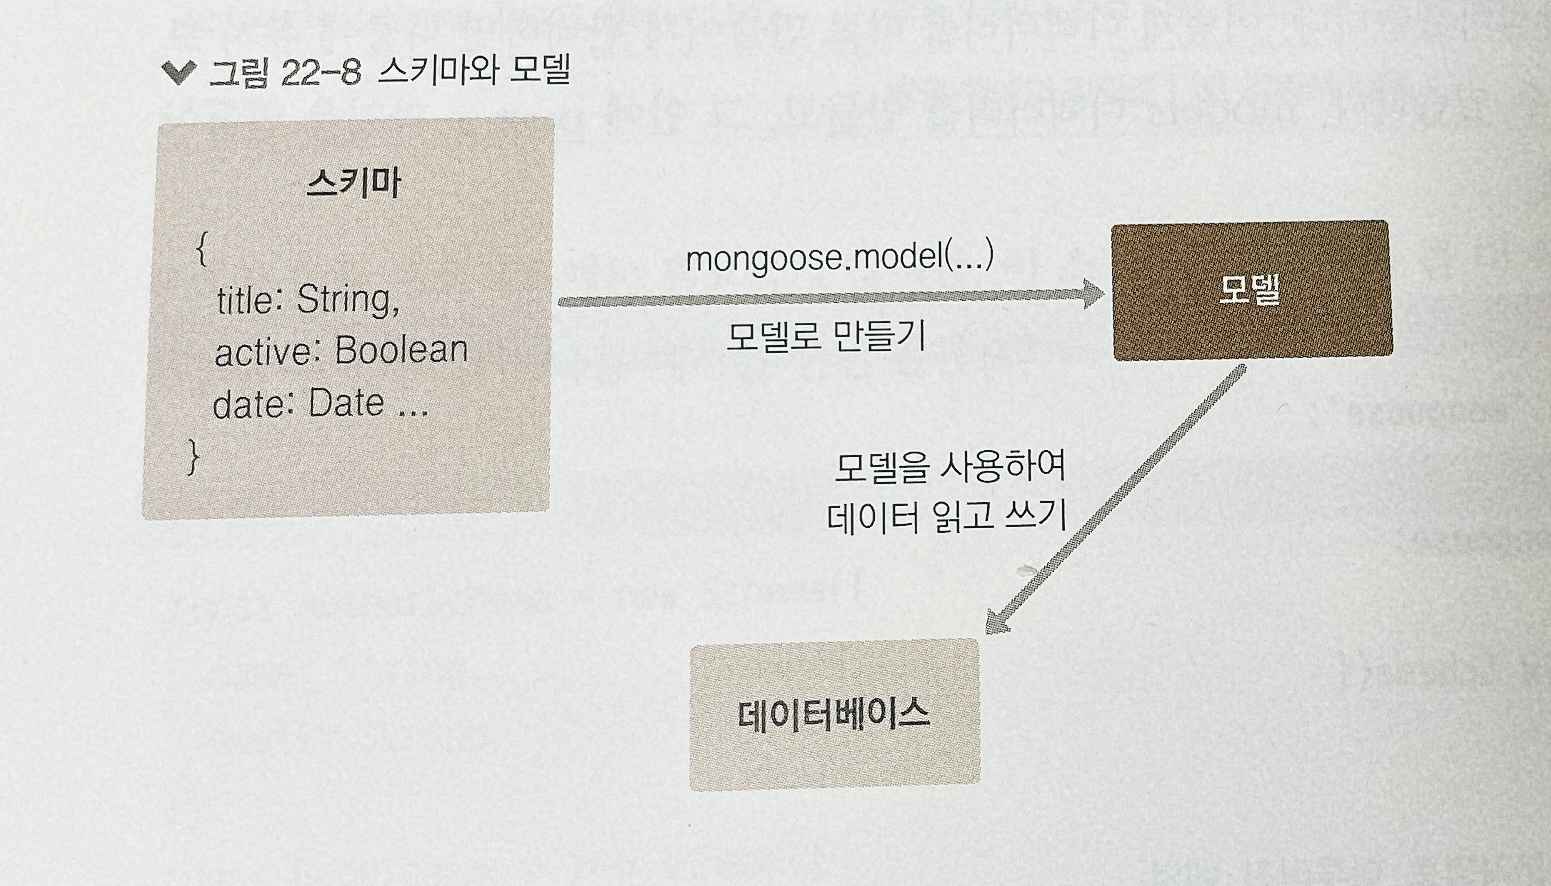 그림 22-8 스키마와 모델
스키마
{
title: String,
active: Boolean
date: Date ...
}
mongoose.model(...)
모델로 만들기
모델
모델을 사용하여
데이터 읽고 쓰기
데이터베이스